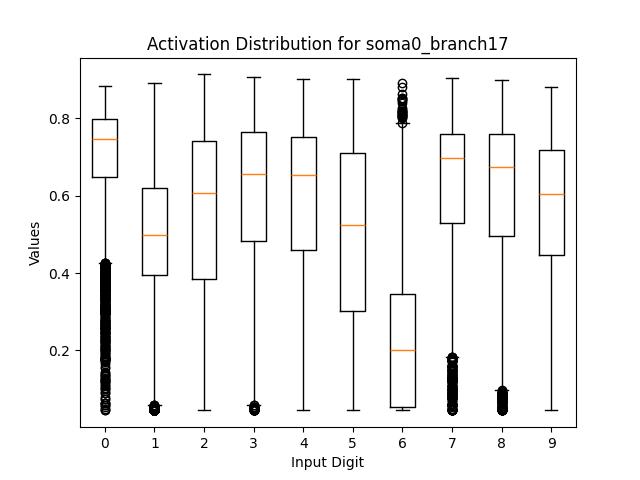 Activation Distribution for soma0_branch17
0.8
0.6
0.4
0.2
Values
0 1 2 3 4 5 6 7 8 9
Input Digit